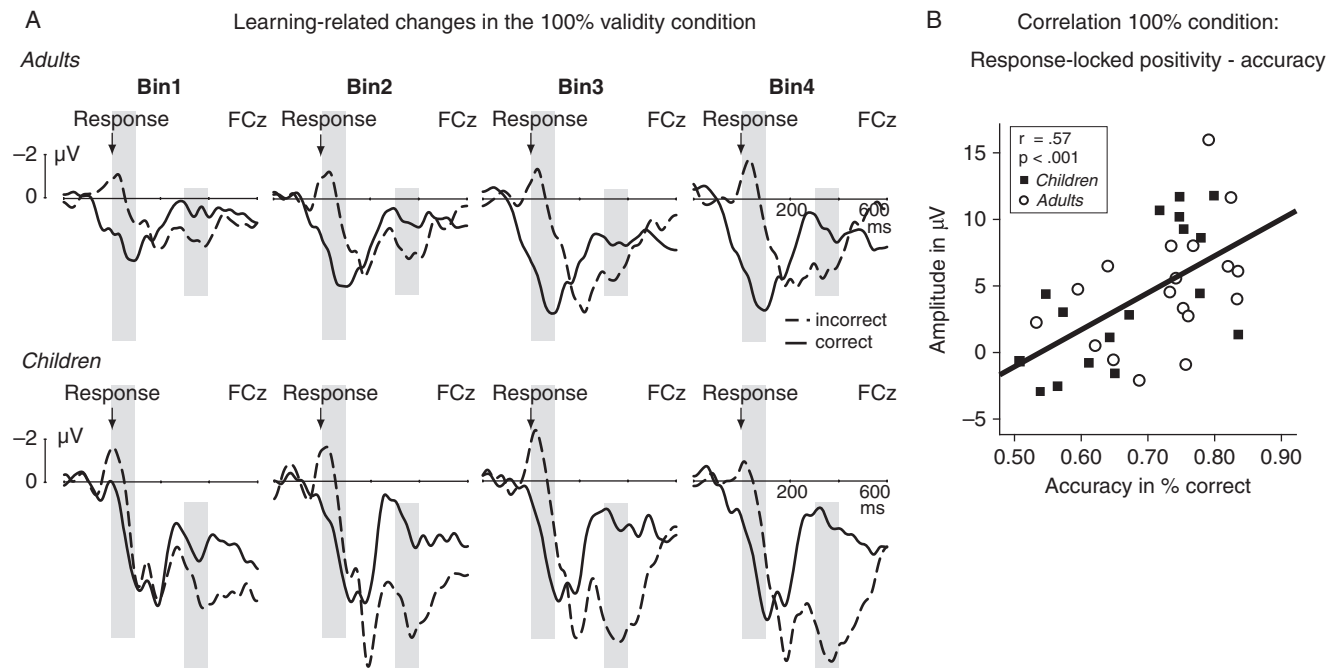 A
Learning-related changes in the 100% validity condition
Adults
Bin1
Bin2
Bin3
Bin4
Response
FCz
Response
FCz
Response
FCz
Response
FCz
−2
µV
0
200
600
ms
incorrect
correct
Children
Response
FCz
Response
FCz
Response
FCz
Response
FCz
−2
µV
0
200
600
ms
B
Correlation 100% condition:
Response-locked positivity - accuracy
r = .57
p < .001
Children
Adults
15
10
5
0
−5
Amplitude in µV
0.50 0.60 0.70 0.80 0.90
Accuracy in % correct